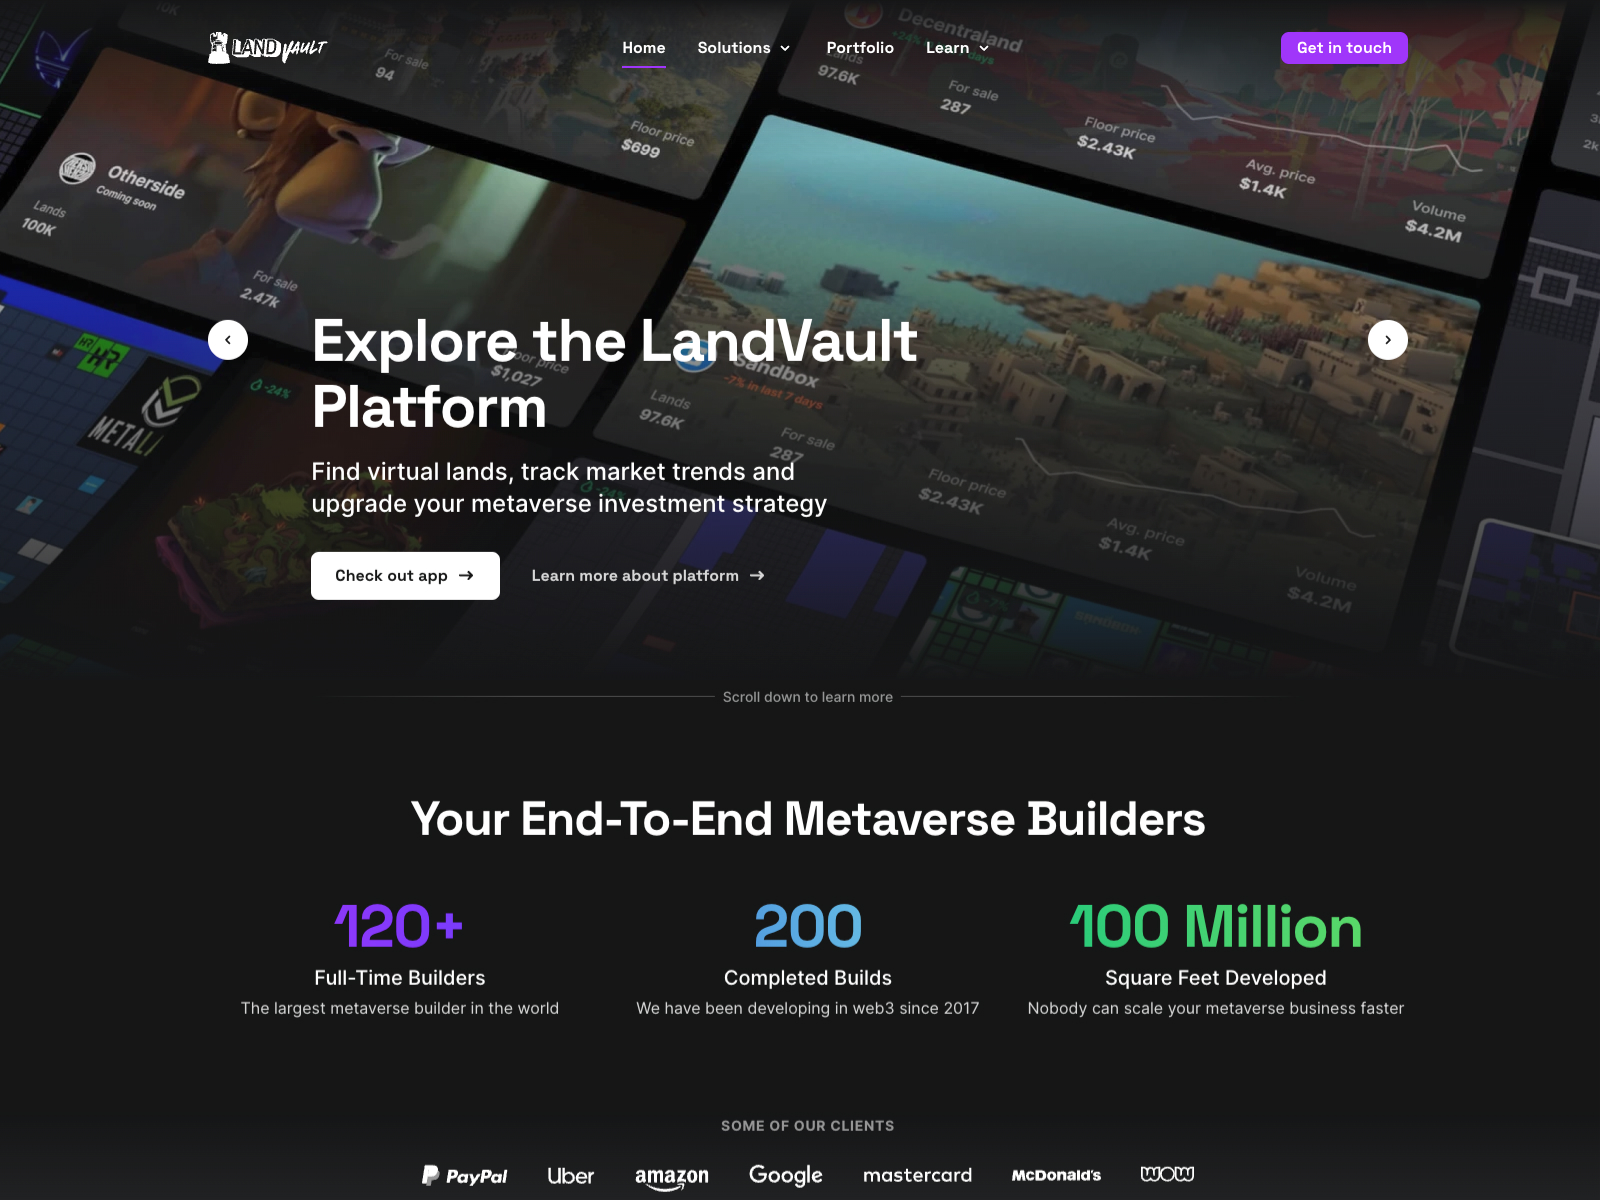 LANDVAULT
Home
Solutions
Portfolio
Learn
Get in touch
For sale
94
Floor price
$699
Decentraland
+24%
days
Lands
97.6K
For sale
287
Floor price
$2.43K
Avg. price
$1.4K
Volume
$4.2M
Otherside
Coming soon
Lands
100K
For sale
2.47K
Floor price
$1,027
Explore the LandVault
Platform
Sandbox
-7% in last 7 days
Lands
97.6K
For sale
287
Floor price
$2.43K
Avg. price
$1.4K
Volume
$4.2M
HR
HR
-24%
Find virtual lands, track market trends and
upgrade your metaverse investment strategy
-24%
Check out app
Learn more about platform
Scroll down to learn more
Your End-To-End Metaverse Builders
120+
Full-Time Builders
The largest metaverse builder in the world
200
Completed Builds
We have been developing in web3 since 2017
100 Million
Square Feet Developed
Nobody can scale your metaverse business faster
SOME OF OUR CLIENTS
PayPal
Uber
amazon
Google
mastercard
McDonald's
WOW